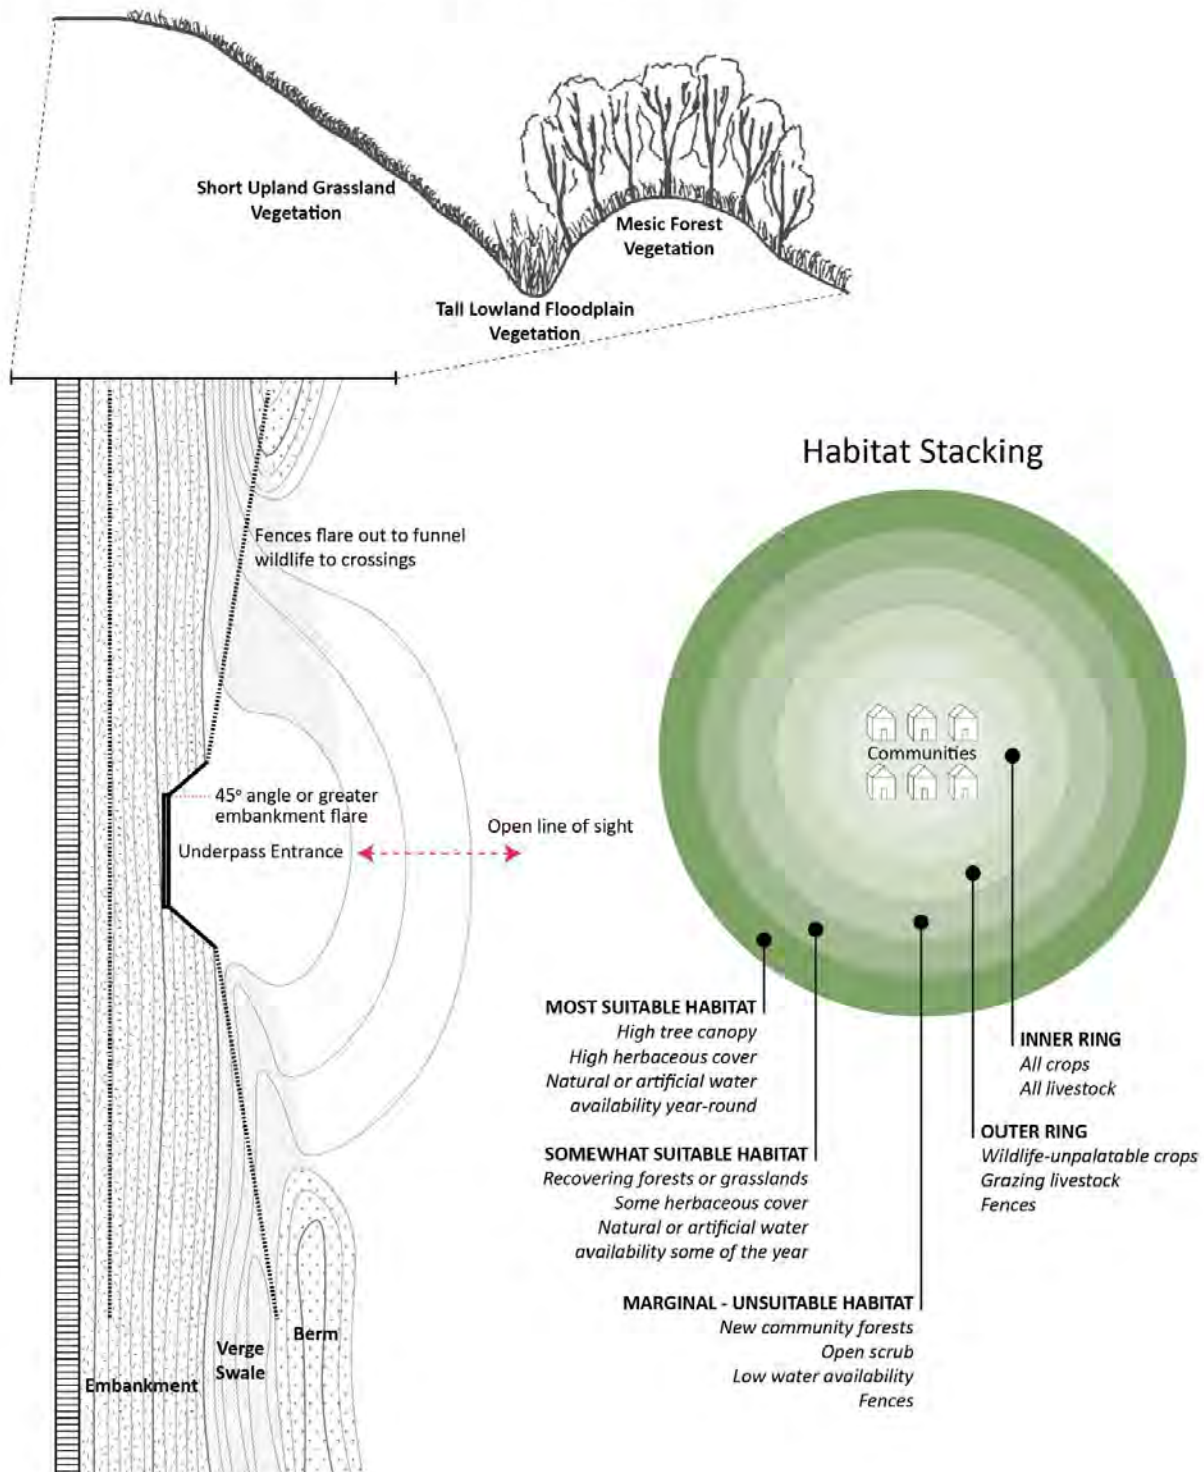 Short Upland Grassland
Vegetation
Mesic Forest
Vegetation
Tall Lowland Floodplain
Vegetation
Fences flare out to funnel
wildlife to crossings
45° angle or greater
embankment flare
Underpass Entrance
Open line of sight
Verge
Swale
Berm
Embankment
Habitat Stacking
Communities
MOST SUITABLE HABITAT
High tree canopy
High herbaceous cover
Natural or artificial water
availability year-round
SOMEWHAT SUITABLE HABITAT
Recovering forests or grasslands
Some herbaceous cover
Natural or artificial water
availability some of the year
MARGINAL - UNSUITABLE HABITAT
New community forests
Open scrub
Low water availability
Fences
INNER RING
All crops
All livestock
OUTER RING
Wildlife-unpalatable crops
Grazing livestock
Fences